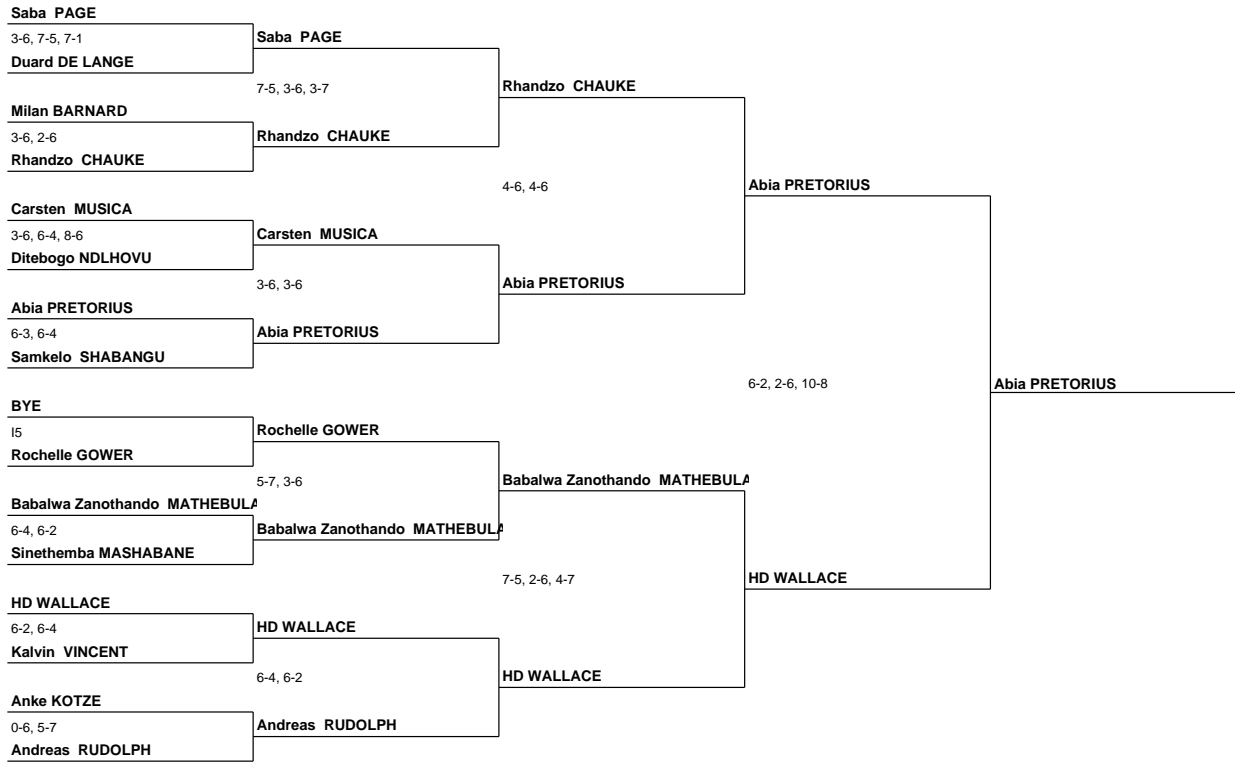 Saba PAGE
3-6, 7-5, 7-1
Duard DE LANGE
Milan BARNARD
3-6, 2-6
Rhandzo CHAUKE
Carsten MUSICA
3-6, 6-4, 8-6
Ditebogo NDLHOVU
Abia PRETORIUS
6-3, 6-4
Samkelo SHABANGU
BYE
I5
Rochelle GOWER
Babalwa Zanothando MATHEBULA
6-4, 6-2
Sinethemba MASHABANE
HD WALLACE
6-2, 6-4
Kalvin VINCENT
Anke KOTZE
0-6, 5-7
Andreas RUDOLPH
Saba PAGE
7-5, 3-6, 3-7
Rhandzo CHAUKE
Carsten MUSICA
3-6, 3-6
Abia PRETORIUS
Rochelle GOWER
5-7, 3-6
Babalwa Zanothando MATHEBULA
HD WALLACE
6-4, 6-2
Andreas RUDOLPH
Rhandzo CHAUKE
4-6, 4-6
Abia PRETORIUS
Babalwa Zanothando MATHEBULA
7-5, 2-6, 4-7
HD WALLACE
Abia PRETORIUS
6-2, 2-6, 10-8
HD WALLACE
Abia PRETORIUS